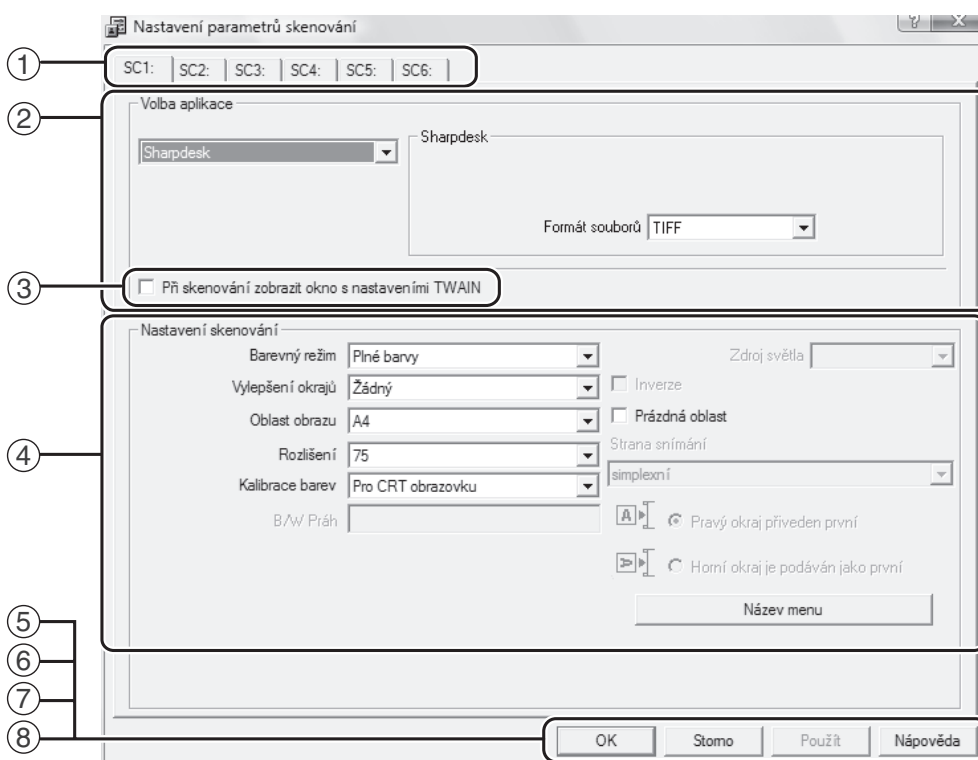 Nastavení parametrů skenování
① SC1: SC2: SC3: SC4: SC5: SC6:
② Volba aplikace
Sharpdesk
Sharpdesk
Formát souborů TIFF
③ Při skenování zobrazit okno s nastaveními TWAIN
④ Nastavení skenování
Barevný režim Plné barvy
Vylepšení okrajů Žádný
Oblast obrazu A4
Rozlišení 75
Kalibrace barev Pro CRT obrazovku
B/W Práh
Zdroj světla
Inverze
Prázdná oblast
Strana snímání
simplexní
A Pravý okraj přiveden první
A Horní okraj je podáván jako první
Název menu
⑤
⑥
⑦
⑧ OK Storno Použít Nápověda